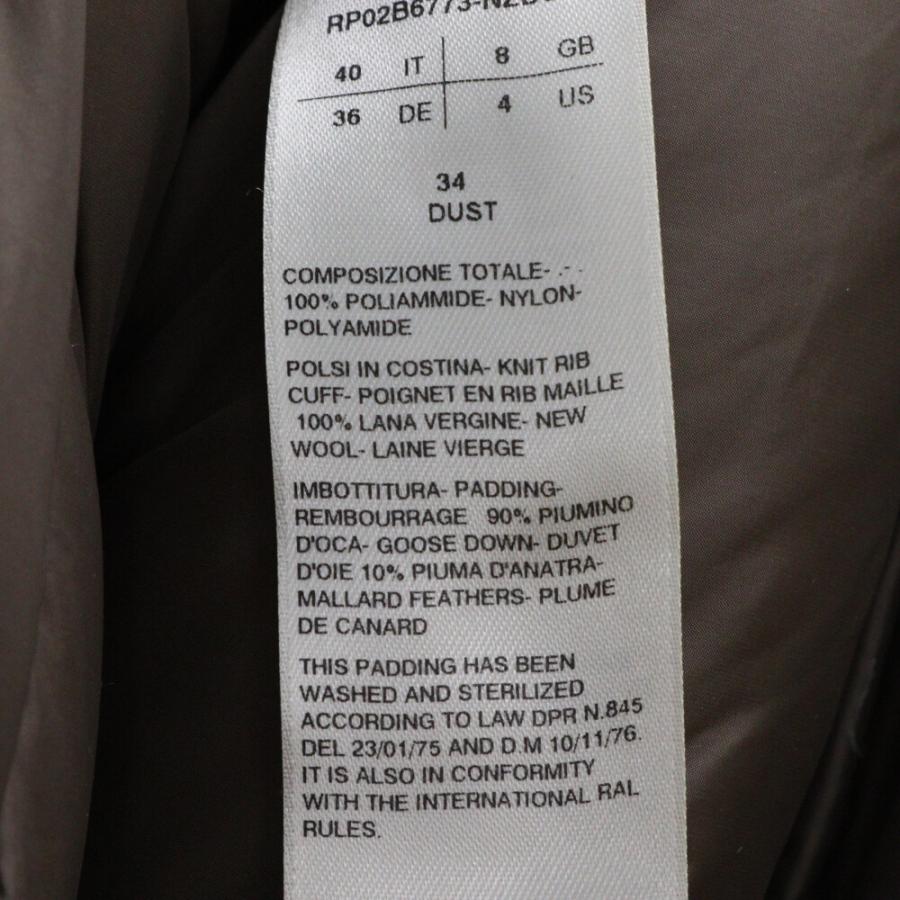 40 IT 8 GB
36 DE 4 US
34
DUST
COMPOSIZIONE TOTALE-
100% POLIAMMIDE- NYLON-
POLYAMIDE
POLSI IN COSTINA- KNIT RIB
CUFF- POIGNET EN RIB MAILLE
100% LANA VERGINE- NEW
WOOL- LAINE VIERGE
IMBOTTITURA- PADDING-
REMBOURRAGE 90% PIUMINO
D'OCA- GOOSE DOWN- DUVET
D'OIE 10% PIUMA D'ANATRA-
MALLARD FEATHERS- PLUME
DE CANARD
THIS PADDING HAS BEEN
WASHED AND STERILIZED
ACCORDING TO LAW DPR N.845
DEL 23/01/75 AND D.M 10/11/76.
IT IS ALSO IN CONFORMITY
WITH THE INTERNATIONAL RAL
RULES.